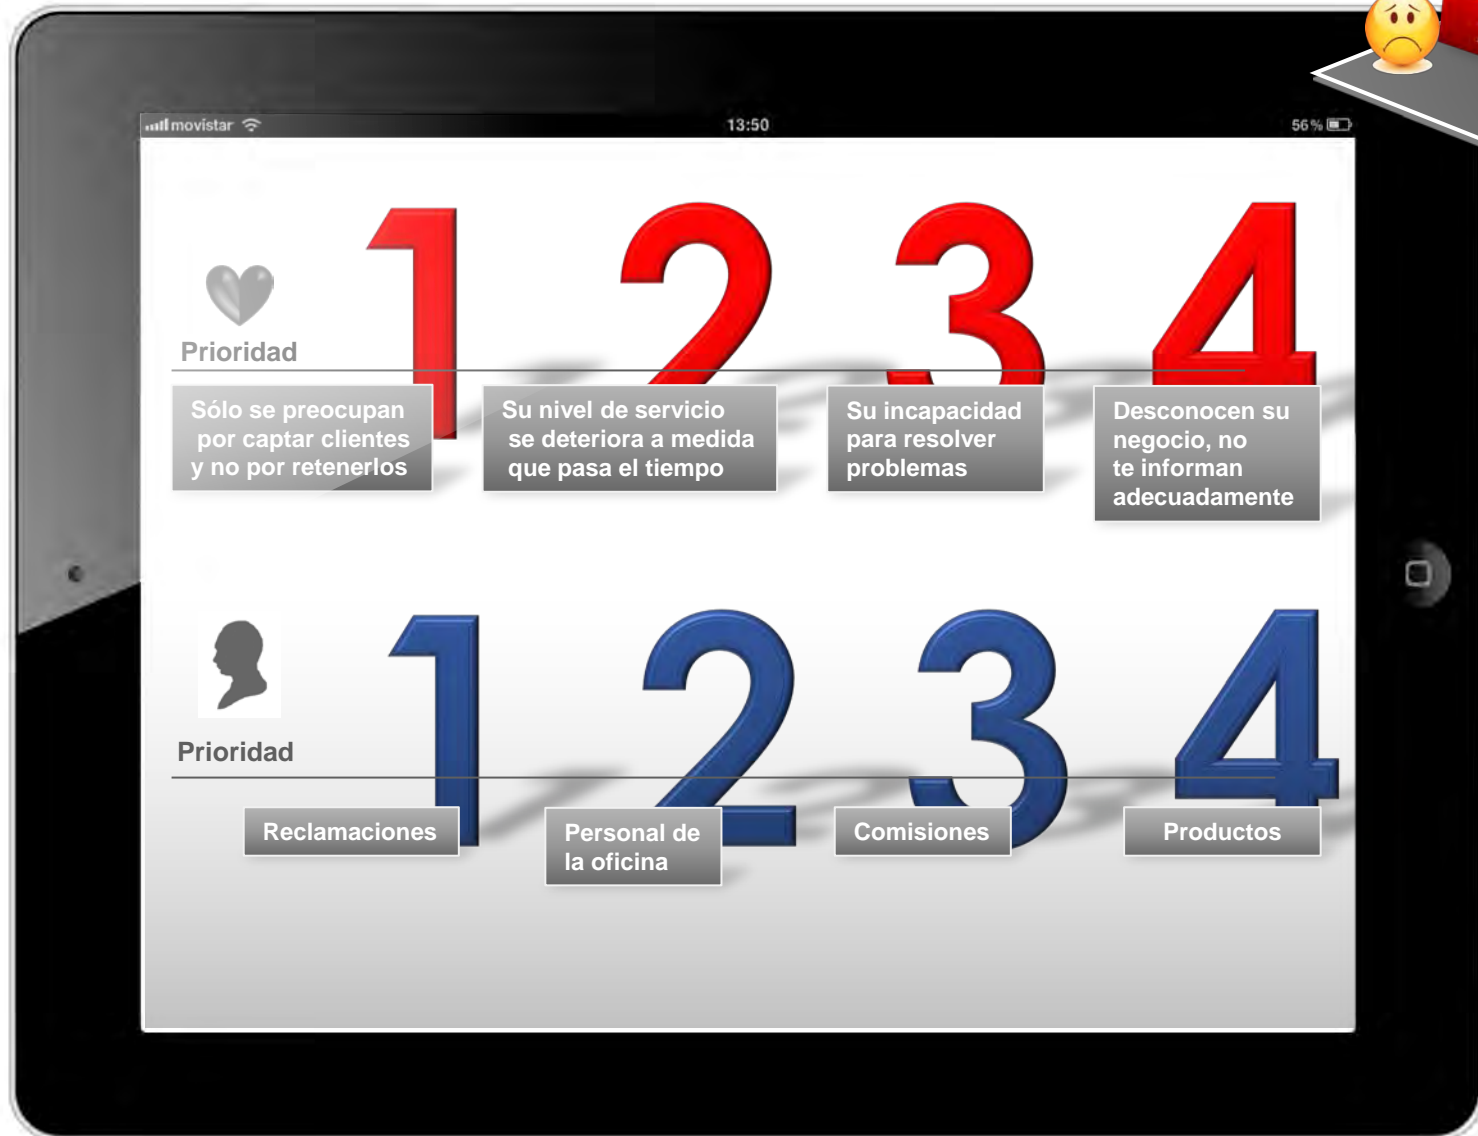 movistar 13:50 56%
1 2 3 4
Prioridad
Sólo se preocupan
por captar clientes
y no por retenerlos
Su nivel de servicio
se deteriora a medida
que pasa el tiempo
Su incapacidad
para resolver
problemas
Desconocen su
negocio, no
te informan
adecuadamente
1 2 3 4
Prioridad
Reclamaciones
Personal de
la oficina
Comisiones
Productos